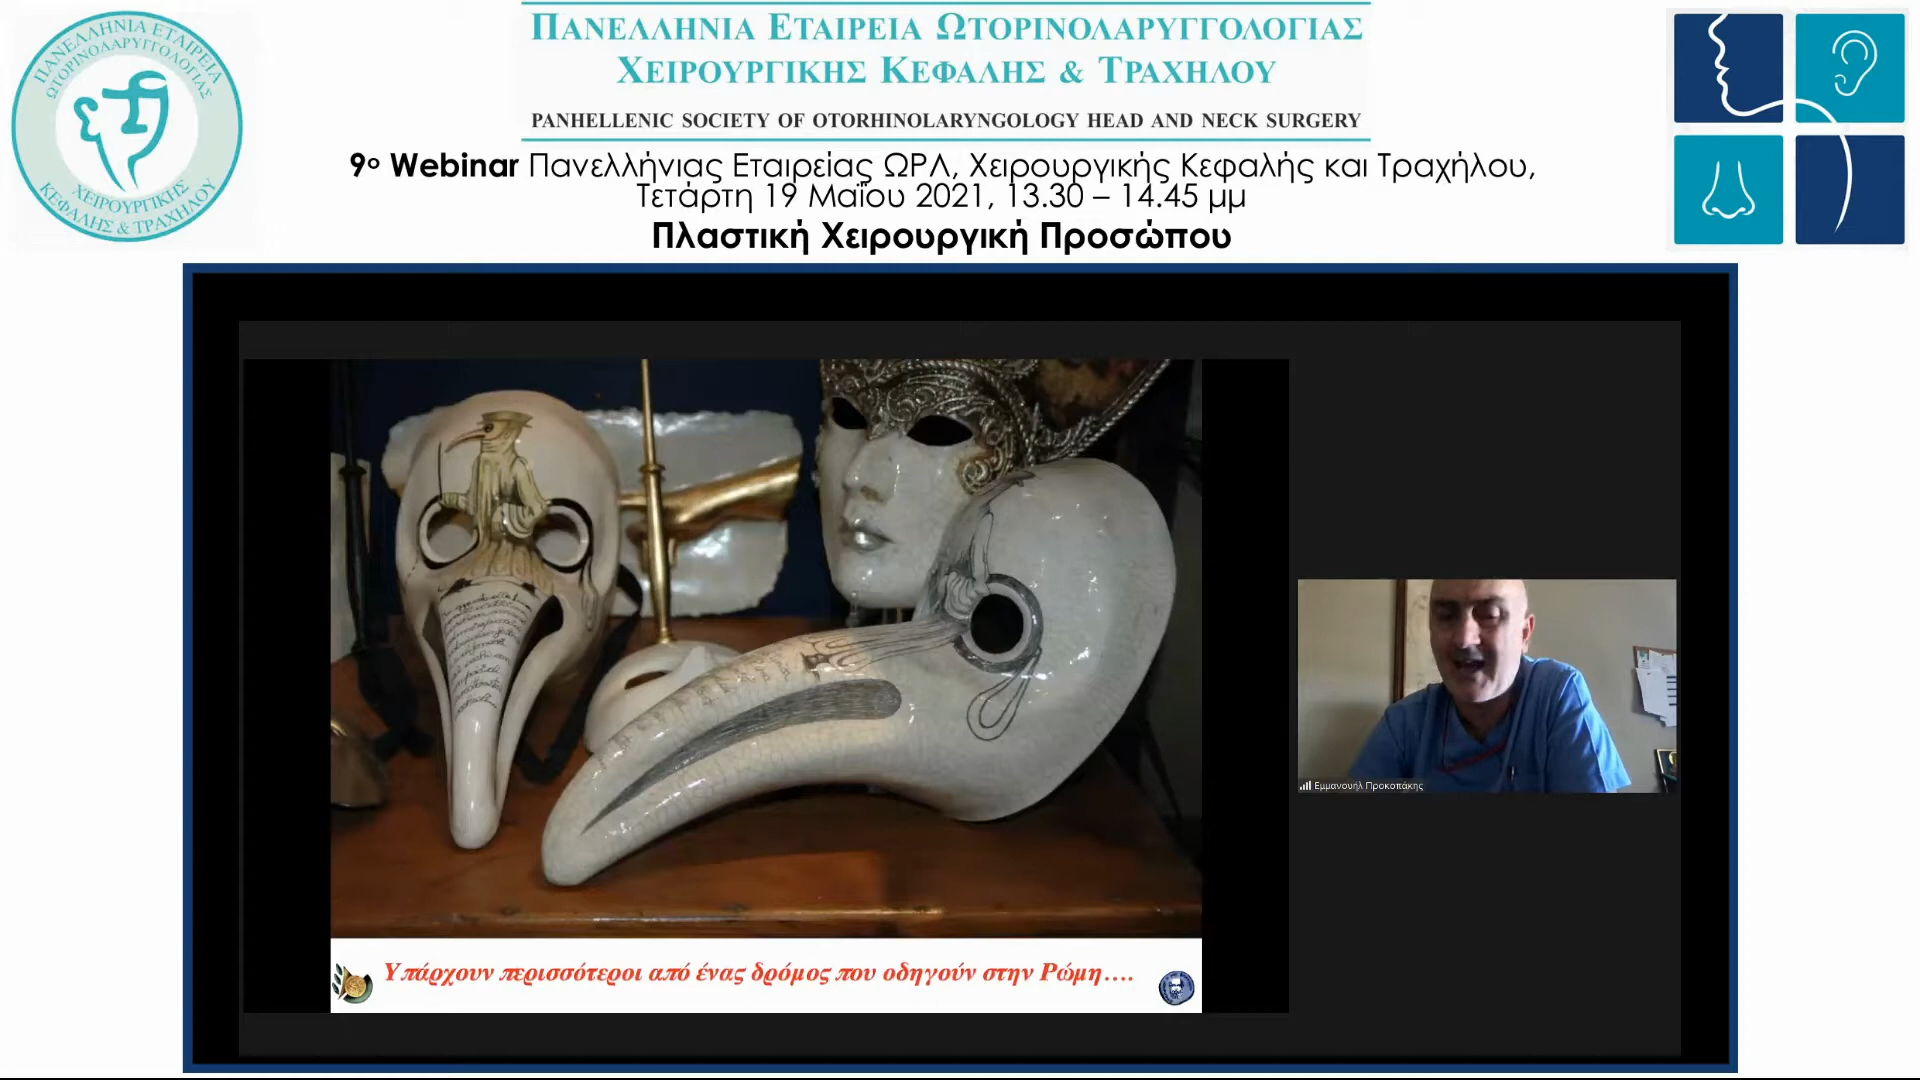 ΠΑΝΕΛΛΗΝΙΑ ΕΤΑΙΡΕΙΑ
ΩΤΟΡΙΝΟΛΑΡΥΓΓΟΛΟΓΙΑΣ
ΧΕΙΡΟΥΡΓΙΚΗΣ
ΚΕΦΑΛΗΣ & ΤΡΑΧΗΛΟΥ
ΠΑΝΕΛΛΗΝΙΑ ΕΤΑΙΡΕΙΑ ΩΤΟΡΙΝΟΛΑΡΥΓΓΟΛΟΓΙΑΣ
ΧΕΙΡΟΥΡΓΙΚΗΣ ΚΕΦΑΛΗΣ & ΤΡΑΧΗΛΟΥ
PANHELLENIC SOCIETY OF OTORHINOLARYNGOLOGY HEAD AND NECK SURGERY
9ο Webinar Πανελλήνιας Εταιρείας ΩΡΛ, Χειρουργικής Κεφαλής και Τραχήλου,
Τετάρτη 19 Μαΐου 2021, 13.30 – 14.45 μμ
Πλαστική Χειρουργική Προσώπου
Εμμανουήλ Προκοπάκης
Υπάρχουν περισσότεροι από ένας δρόμος που οδηγούν στην Ρώμη….